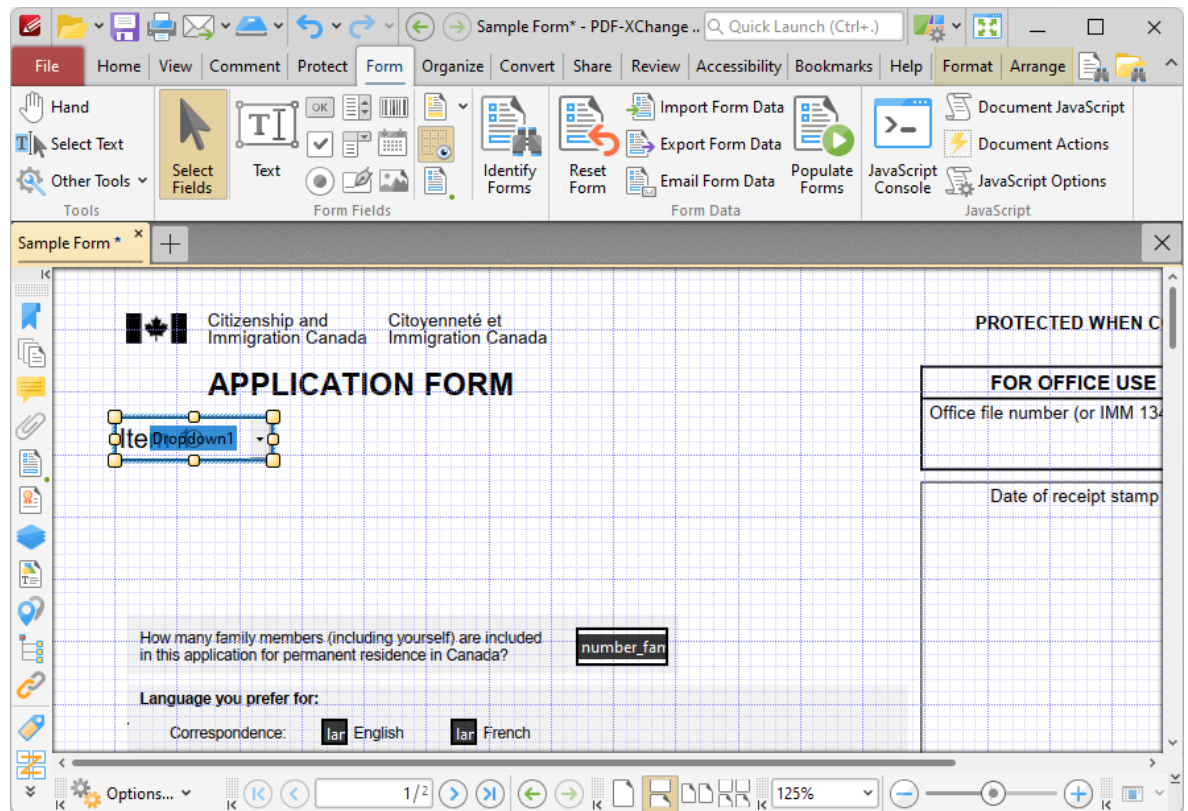 Sample Form* - PDF-XChange ..
Quick Launch (Ctrl+.)
File Home View Comment Protect Form Organize Convert Share Review Accessibility Bookmarks Help Format Arrange
Hand
Select Text
Other Tools
Tools
Select Fields
Text
OK
Form Fields
Identify Forms
Reset Form
Import Form Data
Export Form Data
Email Form Data
Populate Forms
Form Data
JavaScript Console
Document JavaScript
Document Actions
JavaScript Options
JavaScript
Sample Form *
Citizenship and Immigration Canada
Citoyenneté et Immigration Canada
PROTECTED WHEN C
APPLICATION FORM
FOR OFFICE USE
Office file number (or IMM 134
Ite
Dropdown1
Date of receipt stamp
How many family members (including yourself) are included
in this application for permanent residence in Canada?
number_fan
Language you prefer for:
Correspondence: lar English lar French
Options...
1/2
125%